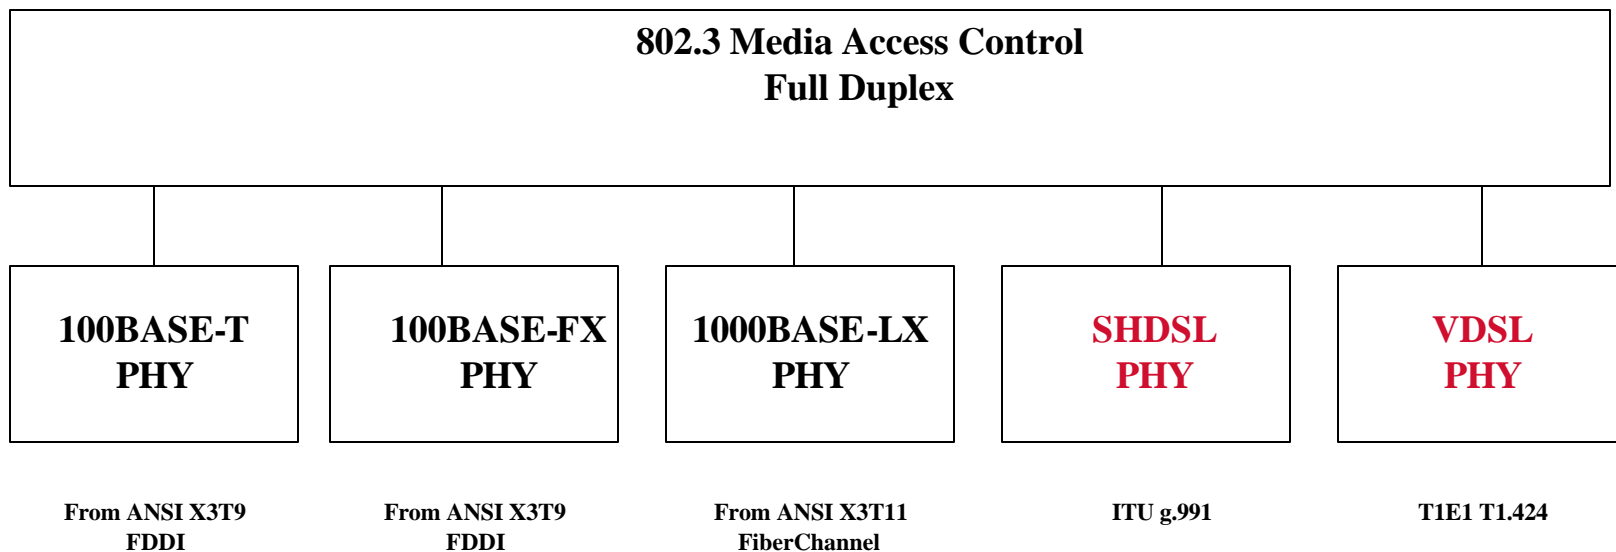 802.3 Media Access Control
Full Duplex
100BASE-T
PHY
100BASE-FX
PHY
1000BASE-LX
PHY
SHDSL
PHY
VDSL
PHY
From ANSI X3T9
FDDI
From ANSI X3T9
FDDI
From ANSI X3T11
FiberChannel
ITU g.991
T1E1 T1.424